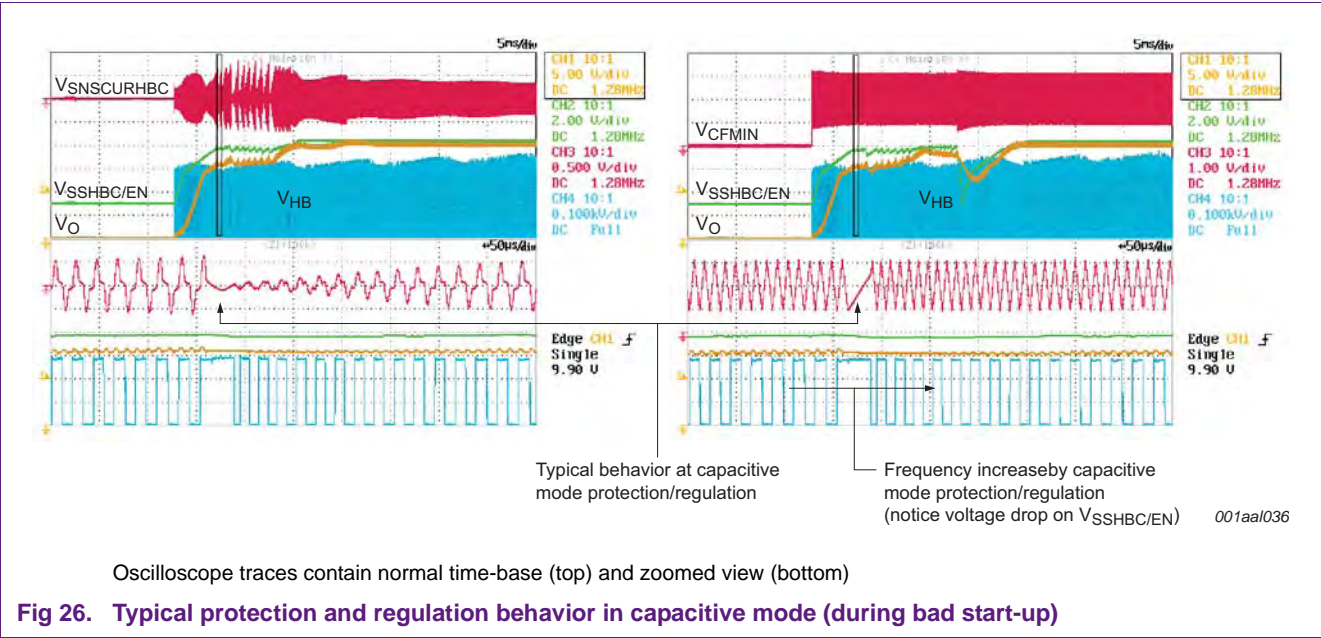 5ms/div
CH1 10:1
5.00 V/div
DC 1.28MHz
CH2 10:1
2.00 V/div
DC 1.28MHz
CH3 10:1
0.500 V/div
DC 1.28MHz
CH4 10:1
0.100kV/div
DC Full
VSNSCURHBC
VSSHBC/EN
VHB
VO
50µs/div
Edge CH1
Single
9.90 V
5ms/div
CH1 10:1
5.00 V/div
DC 1.28MHz
CH2 10:1
2.00 V/div
DC 1.28MHz
CH3 10:1
1.00 V/div
DC 1.28MHz
CH4 10:1
0.100kV/div
DC Full
VCFMIN
VSSHBC/EN
VHB
VO
50µs/div
Edge CH1
Single
9.90 V
Typical behavior at capacitive
mode protection/regulation
Frequency increaseby capacitive
mode protection/regulation
(notice voltage drop on VSSHBC/EN)
001aal036
Oscilloscope traces contain normal time-base (top) and zoomed view (bottom)
Fig 26. Typical protection and regulation behavior in capacitive mode (during bad start-up)